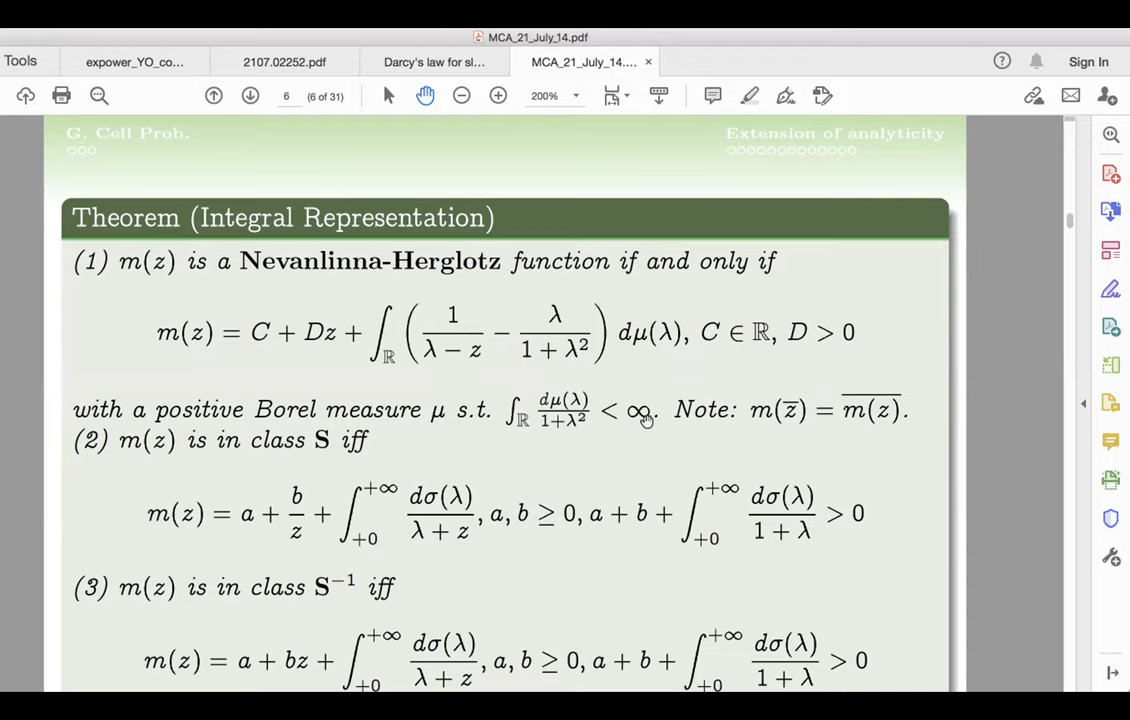 MCA_21_July_14.pdf
Tools expower_YO_co... 2107.02252.pdf Darcy's law for sl... MCA_21_July_14.... × Sign In
6 (6 of 31) 200%
G. Cell Prob. Extension of analyticity
Theorem (Integral Representation)
(1) m(z) is a Nevanlinna-Herglotz function if and only if
m(z) = C + Dz + ∫_ℝ (1/(λ − z) − λ/(1 + λ²)) dμ(λ), C ∈ ℝ, D > 0
with a positive Borel measure μ s.t. ∫_ℝ dμ(λ)/(1+λ²) < ∞. Note: m(z̅) = \overline{m(z)}.
(2) m(z) is in class S iff
m(z) = a + b/z + ∫_{+0}^{+∞} dσ(λ)/(λ + z), a, b ≥ 0, a + b + ∫_{+0}^{+∞} dσ(λ)/(1 + λ) > 0
(3) m(z) is in class S⁻¹ iff
m(z) = a + bz + ∫_{+0}^{+∞} dσ(λ)/(λ + z), a, b ≥ 0, a + b + ∫_{+0}^{+∞} dσ(λ)/(1 + λ) > 0